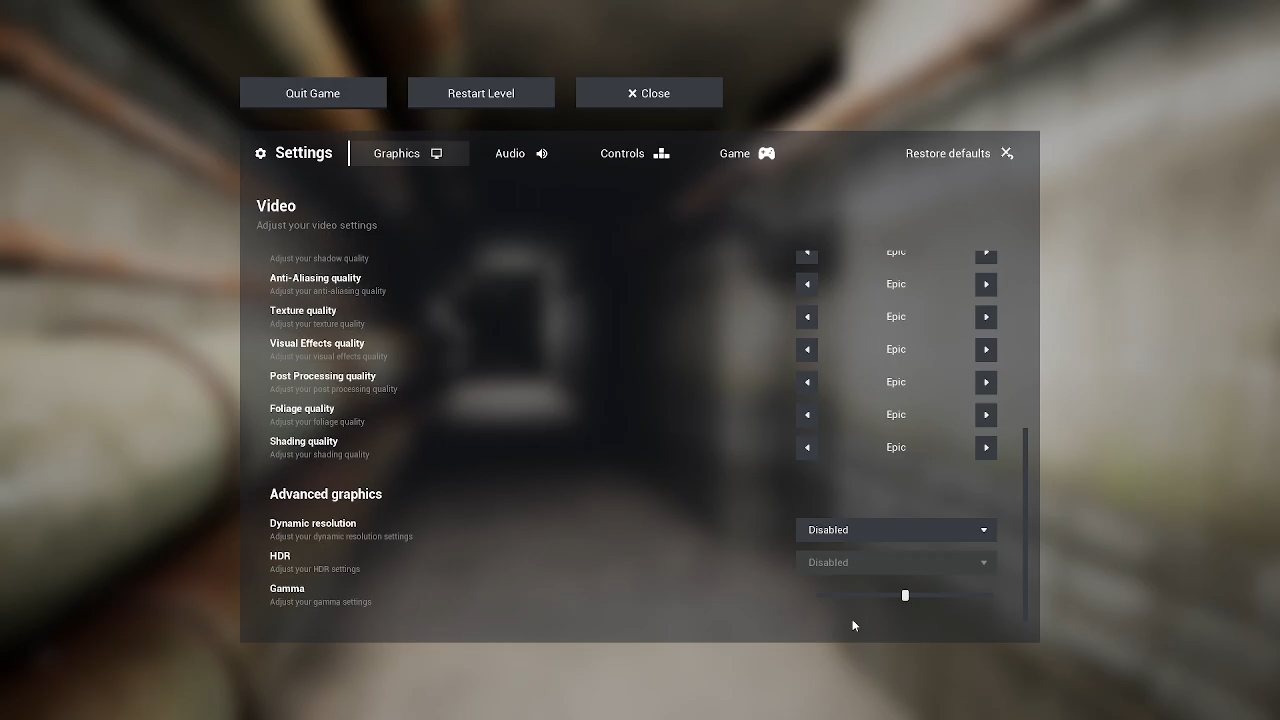 Quit Game
Restart Level
Close
Settings
Graphics
Audio
Controls
Game
Restore defaults
Video
Adjust your video settings
Adjust your shadow quality
Epic
Anti-Aliasing quality
Adjust your anti-aliasing quality
Epic
Texture quality
Adjust your texture quality
Epic
Visual Effects quality
Adjust your visual effects quality
Epic
Post Processing quality
Adjust your post processing quality
Epic
Foliage quality
Adjust your foliage quality
Epic
Shading quality
Adjust your shading quality
Epic
Advanced graphics
Dynamic resolution
Adjust your dynamic resolution settings
Disabled
HDR
Adjust your HDR settings
Disabled
Gamma
Adjust your gamma settings